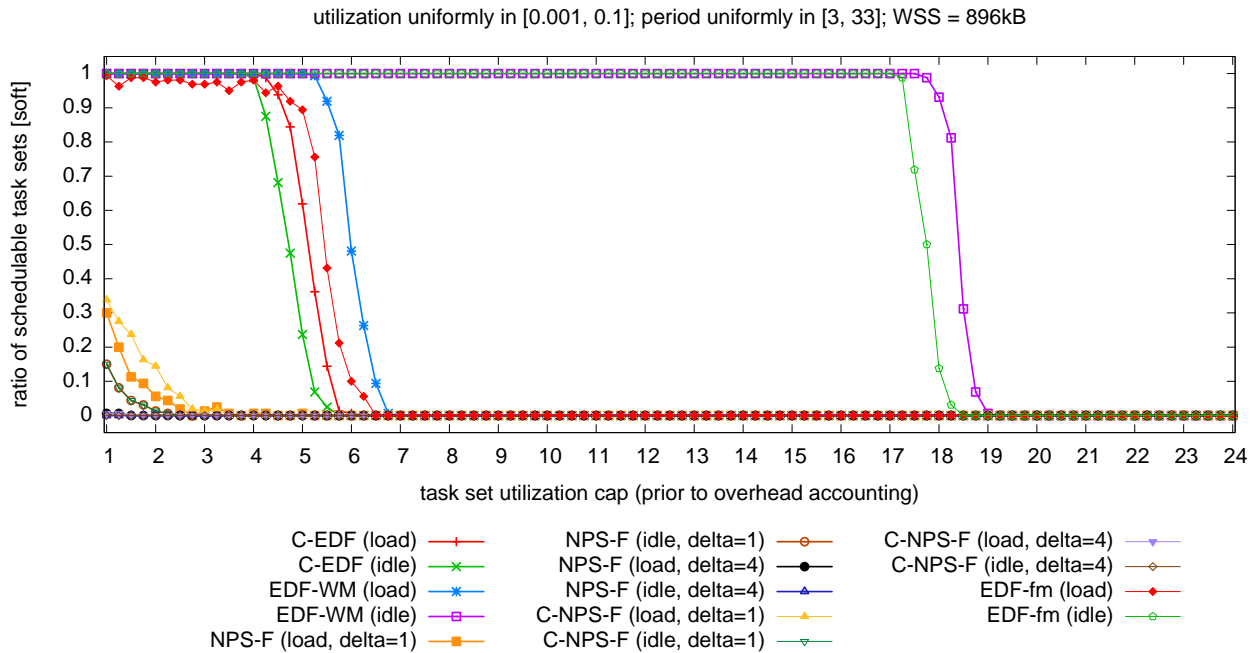 utilization uniformly in [0.001, 0.1]; period uniformly in [3, 33]; WSS = 896kB
ratio of schedulable task sets [soft]
1
0.9
0.8
0.7
0.6
0.5
0.4
0.3
0.2
0.1
0
1 2 3 4 5 6 7 8 9 10 11 12 13 14 15 16 17 18 19 20 21 22 23 24
task set utilization cap (prior to overhead accounting)
C-EDF (load)
C-EDF (idle)
EDF-WM (load)
EDF-WM (idle)
NPS-F (load, delta=1)
NPS-F (idle, delta=1)
NPS-F (load, delta=4)
NPS-F (idle, delta=4)
C-NPS-F (load, delta=1)
C-NPS-F (idle, delta=1)
C-NPS-F (load, delta=4)
C-NPS-F (idle, delta=4)
EDF-fm (load)
EDF-fm (idle)